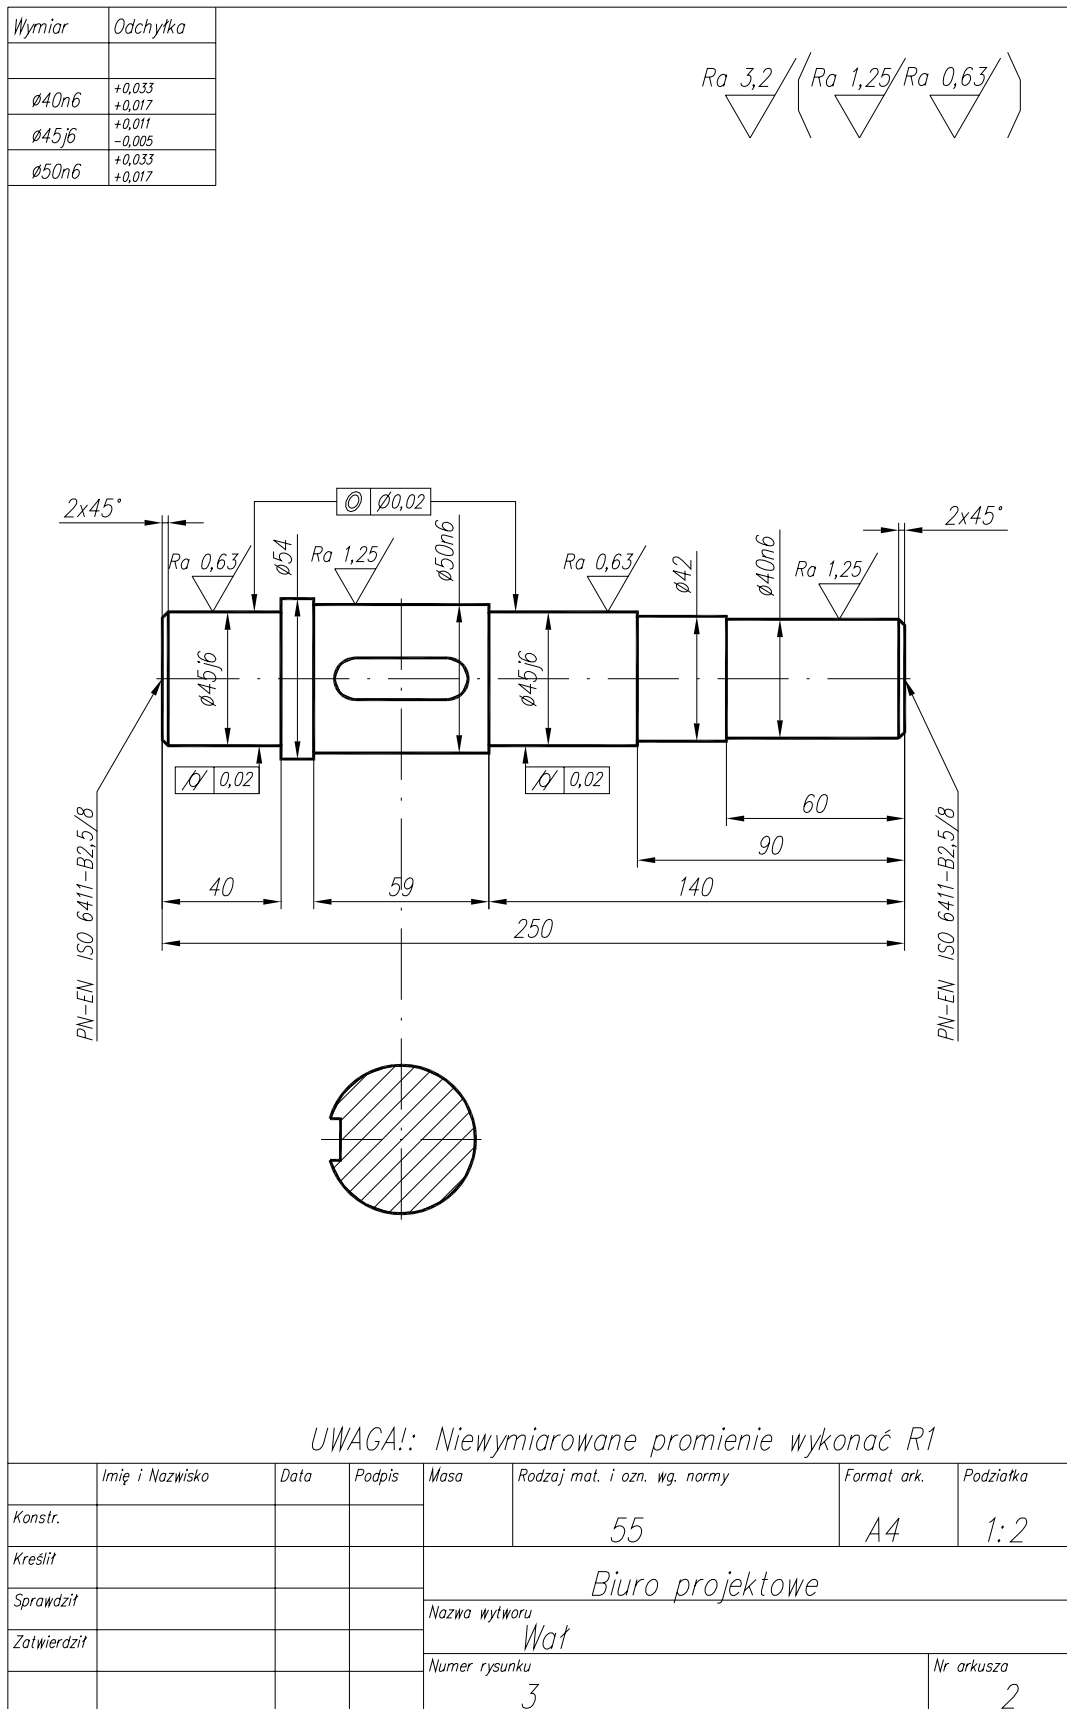 Wymiar Odchyłka
ø40n6 +0,033 +0,017
ø45j6 +0,011 -0,005
ø50n6 +0,033 +0,017
Ra 3,2 ( Ra 1,25 Ra 0,63 )
2x45°
Ø0,02
2x45°
Ra 0,63
ø54
Ra 1,25
ø50n6
Ra 0,63
ø42
ø40n6
Ra 1,25
ø45j6
ø45j6
0,02
0,02
60
90
40
59
140
250
PN-EN ISO 6411-B2,5/8
PN-EN ISO 6411-B2,5/8
UWAGA!: Niewymiarowane promienie wykonać R1
Imię i Nazwisko Data Podpis Masa Rodzaj mat. i ozn. wg. normy Format ark. Podziałka
Konstr. 55 A4 1:2
Kreślił
Biuro projektowe
Sprawdził
Nazwa wytworu
Wał
Zatwierdził
Numer rysunku Nr arkusza
3 2